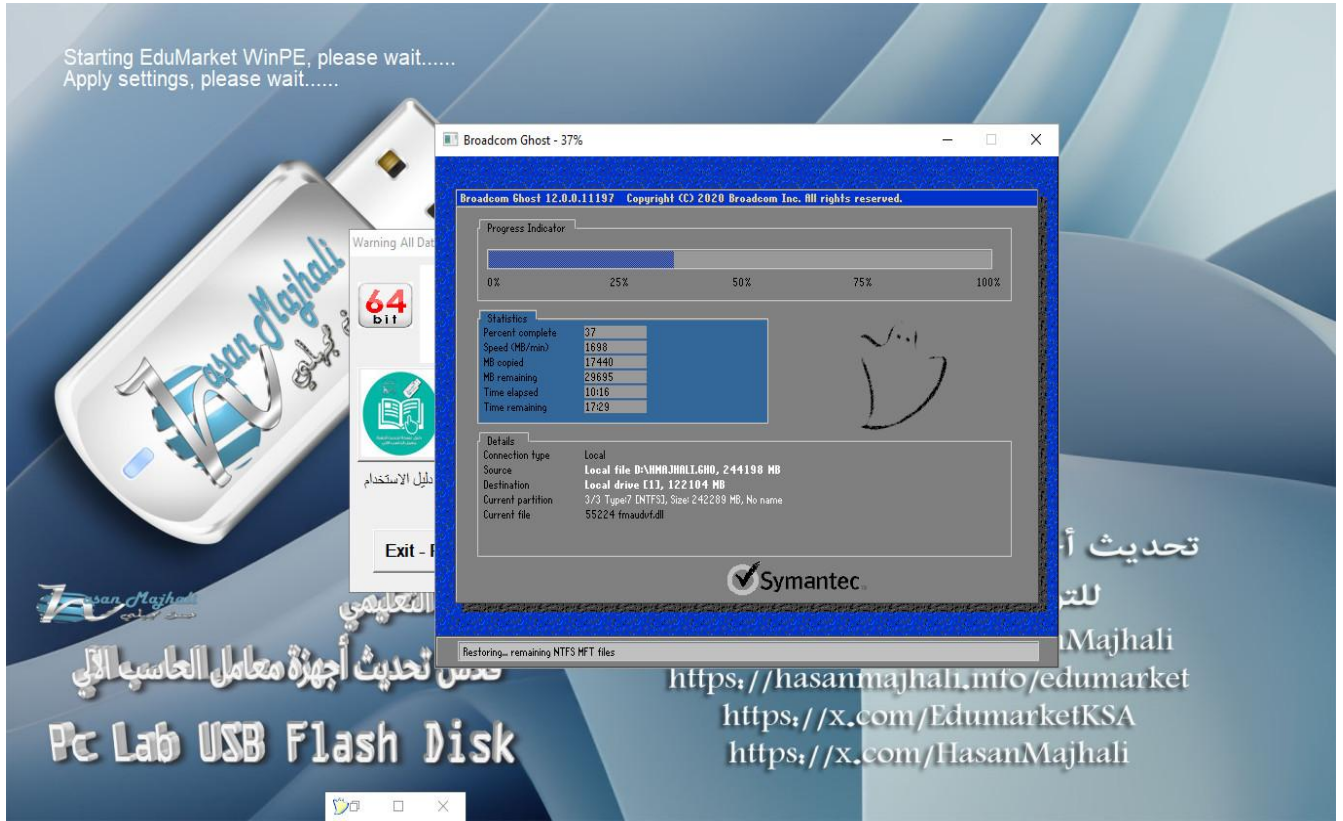 Starting EduMarket WinPE, please wait......
Apply settings, please wait......
Broadcom Ghost - 37%
Broadcom Ghost 12.0.0.11197 Copyright (C) 2020 Broadcom Inc. All rights reserved.
Progress Indicator
0% 25% 50% 75% 100%
Statistics
Percent complete 37
Speed (MB/min) 1698
MB copied 17440
MB remaining 29695
Time elapsed 10:16
Time remaining 17:29
Details
Connection type Local
Source Local file D:\HMAJHALI.GHO, 244198 MB
Destination Local drive [1], 122104 MB
Current partition 3/3 Type:7 [NTFS], Size: 242289 MB, No name
Current file 55224 fmaudvf.dll
Symantec
Restoring... remaining NTFS MFT files
Warning All Dat
64
bit
دليل الاستخدام
Exit -
Hasan Majhali
Hasan Majhali
التعليمي
تحديث أجهزة معامل الحاسب الآلي
Pc Lab USB Flash Disk
تحديث
Majhali
https://hasanmajhali.info/edumarket
https://x.com/EdumarketKSA
https://x.com/HasanMajhali